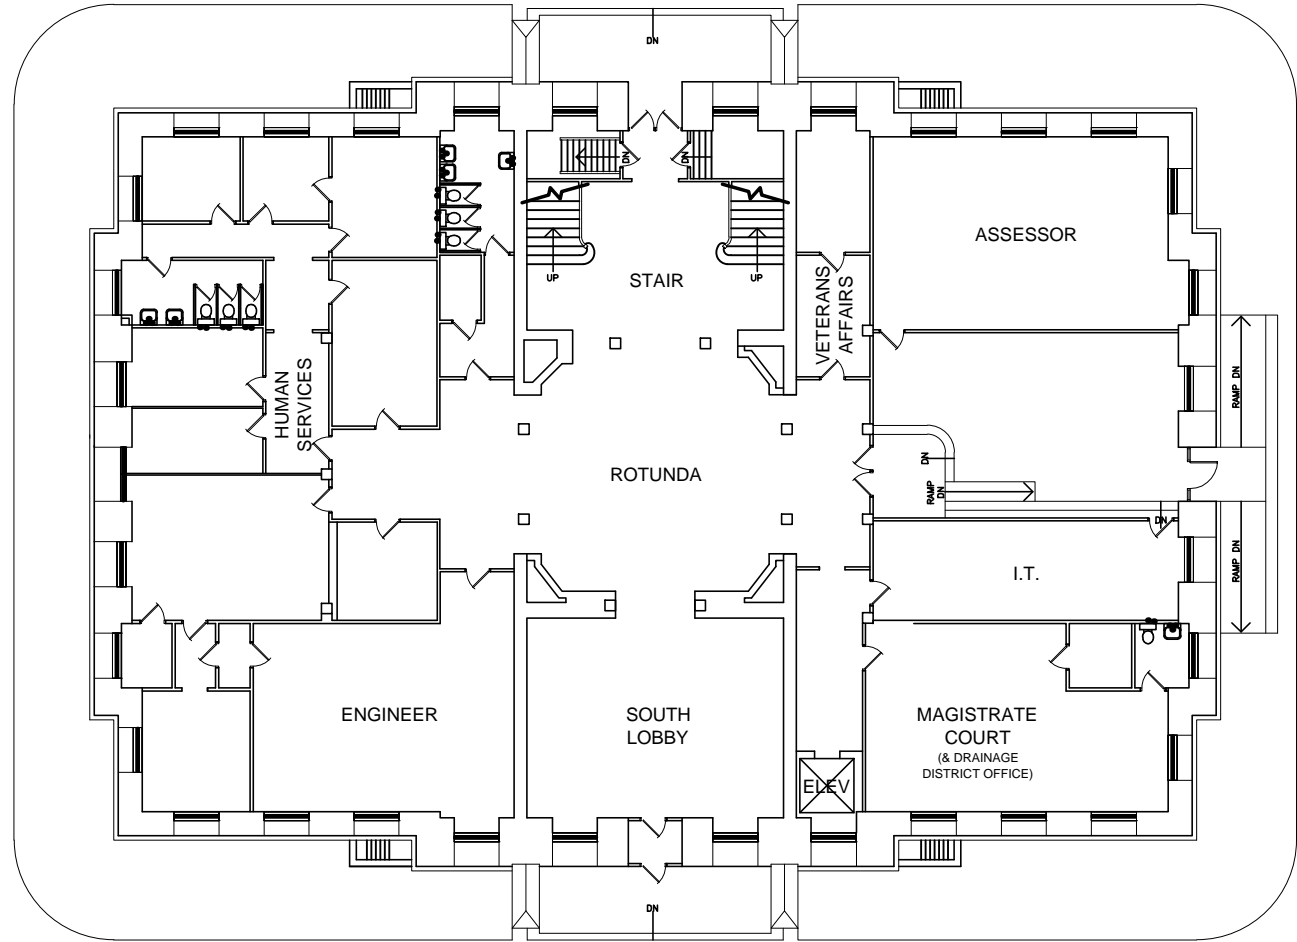 DN
DN
DN
UP
UP
STAIR
ASSESSOR
VETERANS
AFFAIRS
HUMAN
SERVICES
RAMP DN
ROTUNDA
DN
RAMP
DN
DN
RAMP DN
I.T.
ENGINEER
SOUTH
LOBBY
MAGISTRATE
COURT
(& DRAINAGE
DISTRICT OFFICE)
ELEV
DN